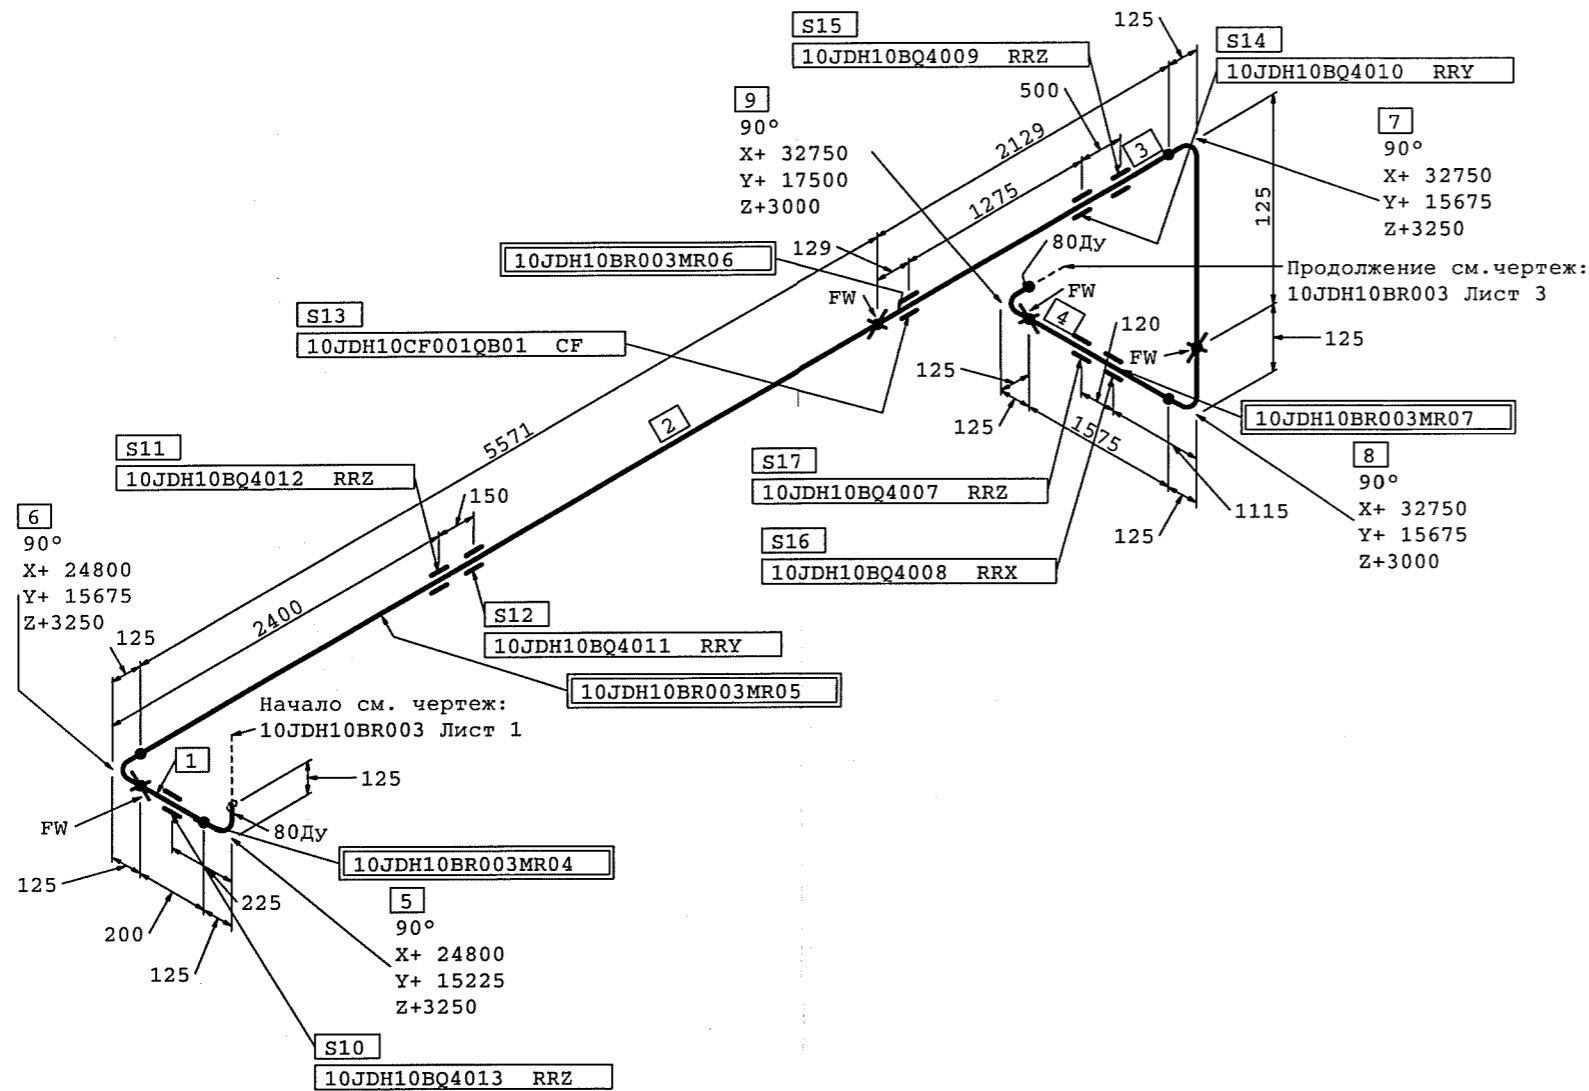 S15
10JDH10BQ4009 RRZ
125
S14
10JDH10BQ4010 RRY
500
9
90°
X+ 32750
Y+ 17500
Z+3000
2129
3
7
90°
X+ 32750
Y+ 15675
Z+3250
1275
125
129
80Ду
10JDH10BR003MR06
Продолжение см.чертеж:
10JDH10BR003 Лист 3
FW
FW
S13
10JDH10CF001QB01 CF
4
120
FW
125
125
125
10JDH10BR003MR07
1575
2
5571
S11
10JDH10BQ4012 RRZ
150
S17
10JDH10BQ4007 RRZ
1115
125
8
90°
X+ 32750
Y+ 15675
Z+3000
6
90°
X+ 24800
Y+ 15675
Z+3250
S16
10JDH10BQ4008 RRX
2400
125
S12
10JDH10BQ4011 RRY
10JDH10BR003MR05
Начало см. чертеж:
10JDH10BR003 Лист 1
1
125
FW
80Ду
10JDH10BR003MR04
125
225
200
125
5
90°
X+ 24800
Y+ 15225
Z+3250
S10
10JDH10BQ4013 RRZ